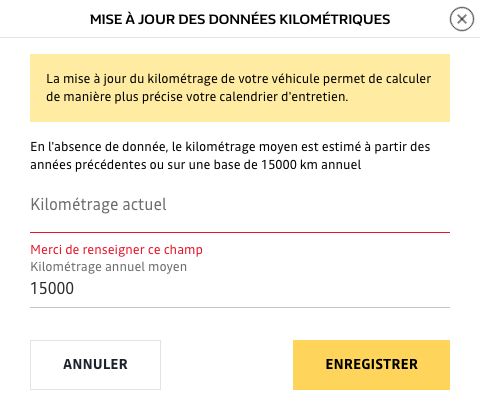 MISE À JOUR DES DONNÉES KILOMÉTRIQUES
La mise à jour du kilométrage de votre véhicule permet de calculer
de manière plus précise votre calendrier d'entretien.
En l'absence de donnée, le kilométrage moyen est estimé à partir des
années précédentes ou sur une base de 15000 km annuel
Kilométrage actuel
Merci de renseigner ce champ
Kilométrage annuel moyen
15000
ANNULER
ENREGISTRER